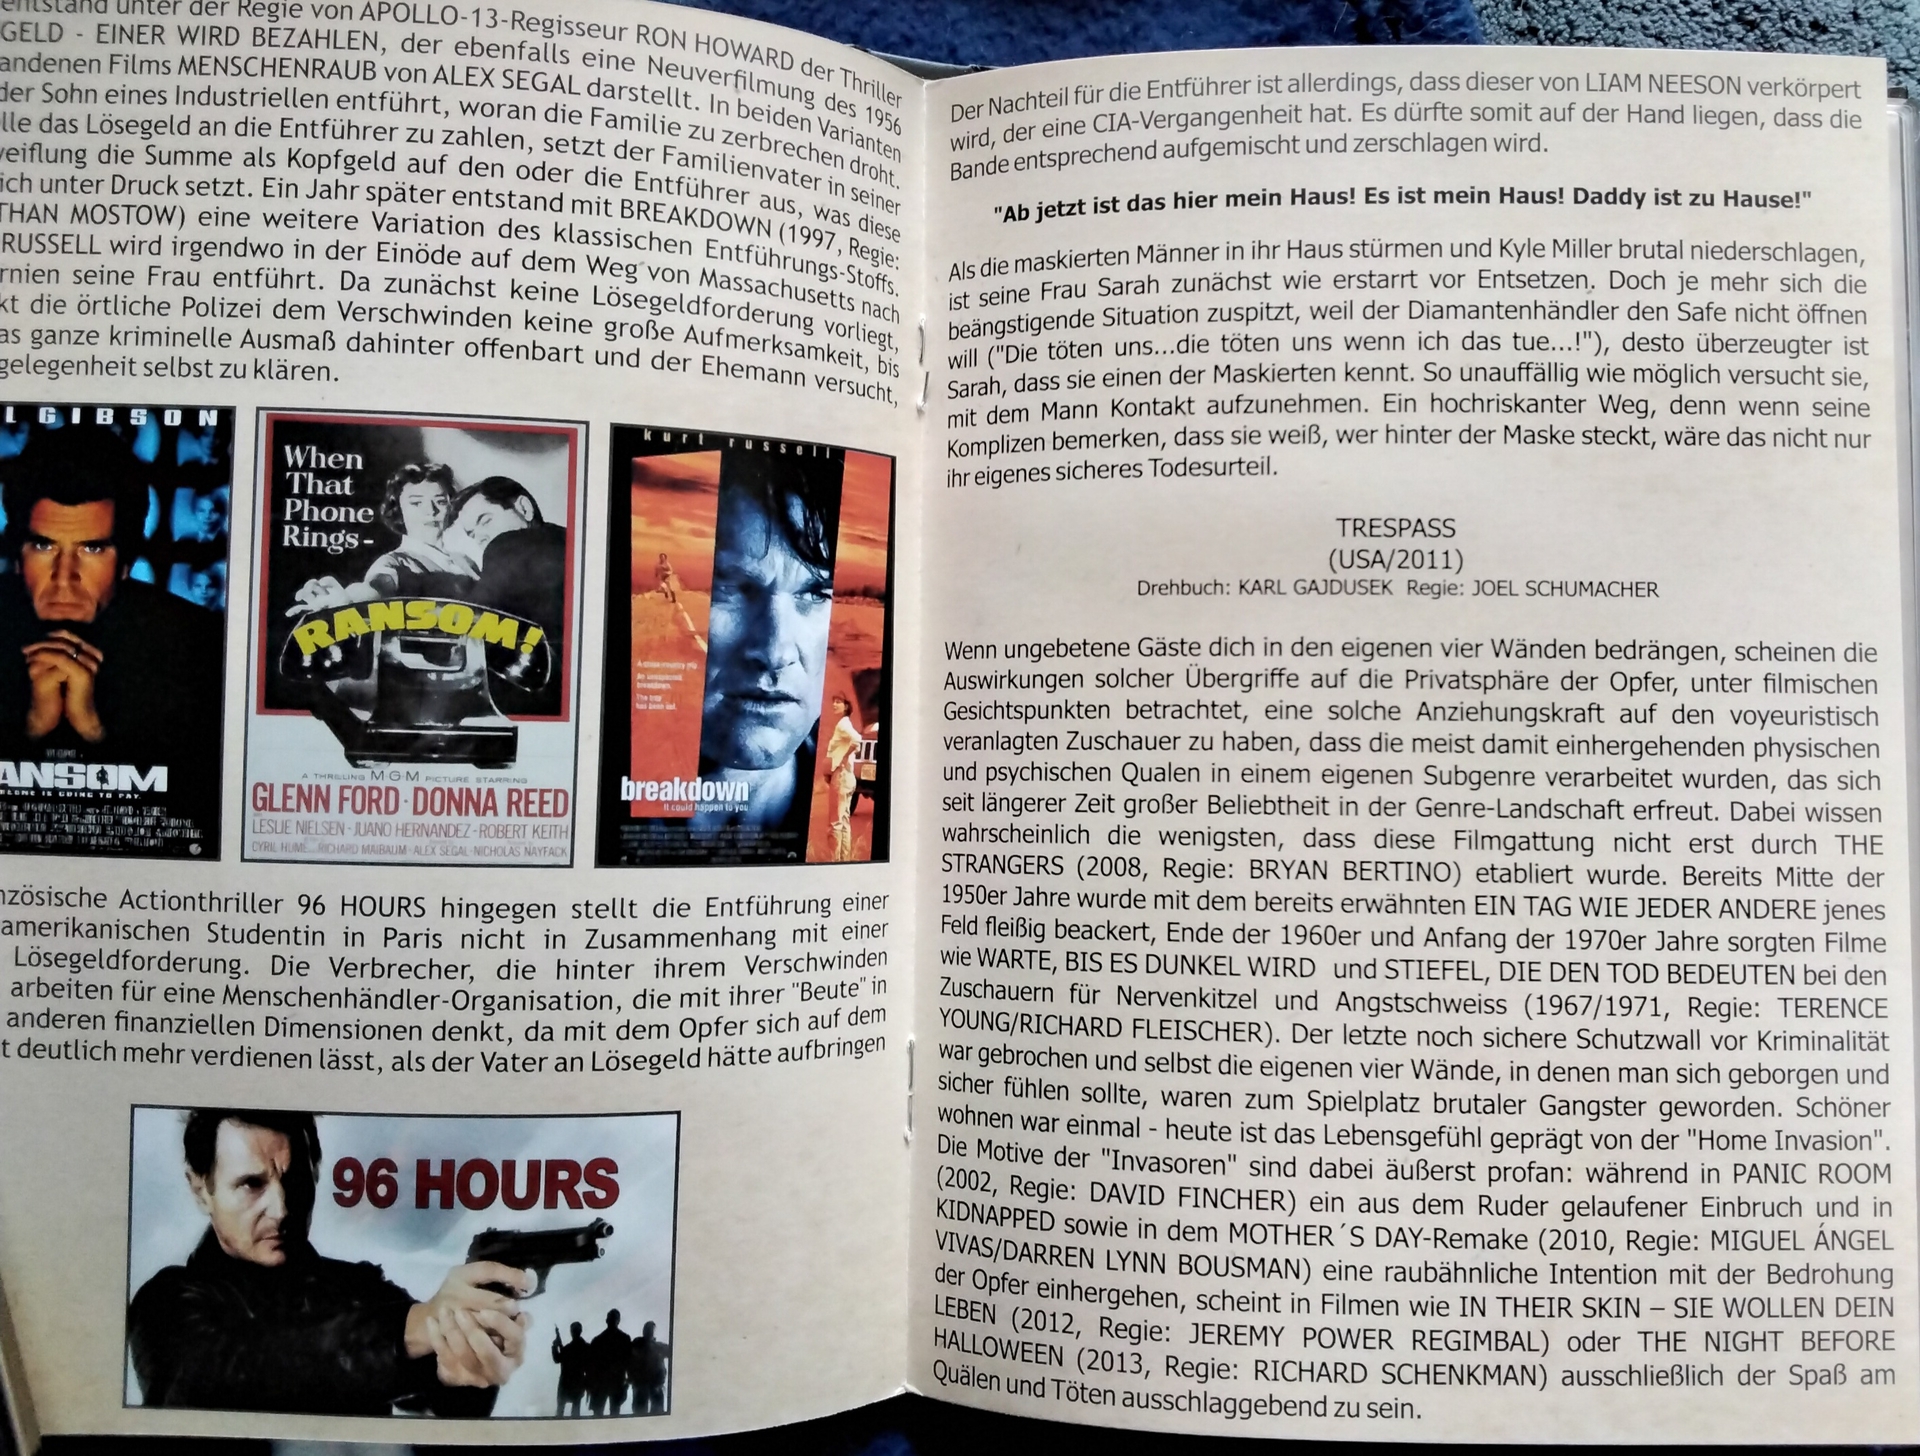 entstand unter der Regie von APOLLO-13-Regisseur RON HOWARD der Thriller
GELD - EINER WIRD BEZAHLEN, der ebenfalls eine Neuverfilmung des 1956
andenen Films MENSCHENRAUB von ALEX SEGAL darstellt. In beiden Varianten
der Sohn eines Industriellen entführt, woran die Familie zu zerbrechen droht.
lle das Lösegeld an die Entführer zu zahlen, setzt der Familienvater in seiner
weiflung die Summe als Kopfgeld auf den oder die Entführer aus, was diese
ich unter Druck setzt. Ein Jahr später entstand mit BREAKDOWN (1997, Regie:
THAN MOSTOW) eine weitere Variation des klassischen Entführungs-Stoffs.
RUSSELL wird irgendwo in der Einöde auf dem Weg von Massachusetts nach
rnien seine Frau entführt. Da zunächst keine Lösegeldforderung vorliegt,
kt die örtliche Polizei dem Verschwinden keine große Aufmerksamkeit, bis
as ganze kriminelle Ausmaß dahinter offenbart und der Ehemann versucht,
gelegenheit selbst zu klären.
L GIBSON
ANSOM
When
That
Phone
Rings-
RANSOM!
A THRILLING M-G-M PICTURE STARRING
GLENN FORD · DONNA REED
LESLIE NIELSEN · JUANO HERNANDEZ · ROBERT KEITH
CYRIL HUME RICHARD MAIBAUM · ALEX SEGAL · NICHOLAS NAYFACK
kurt russell
breakdown
it could happen to you
nzösische Actionthriller 96 HOURS hingegen stellt die Entführung einer
amerikanischen Studentin in Paris nicht in Zusammenhang mit einer
Lösegeldforderung. Die Verbrecher, die hinter ihrem Verschwinden
arbeiten für eine Menschenhändler-Organisation, die mit ihrer "Beute" in
anderen finanziellen Dimensionen denkt, da mit dem Opfer sich auf dem
t deutlich mehr verdienen lässt, als der Vater an Lösegeld hätte aufbringen
96 HOURS
Der Nachteil für die Entführer ist allerdings, dass dieser von LIAM NEESON verkörpert
wird, der eine CIA-Vergangenheit hat. Es dürfte somit auf der Hand liegen, dass die
Bande entsprechend aufgemischt und zerschlagen wird.
"Ab jetzt ist das hier mein Haus! Es ist mein Haus! Daddy ist zu Hause!"
Als die maskierten Männer in ihr Haus stürmen und Kyle Miller brutal niederschlagen,
ist seine Frau Sarah zunächst wie erstarrt vor Entsetzen. Doch je mehr sich die
beängstigende Situation zuspitzt, weil der Diamantenhändler den Safe nicht öffnen
will ("Die töten uns...die töten uns wenn ich das tue...!"), desto überzeugter ist
Sarah, dass sie einen der Maskierten kennt. So unauffällig wie möglich versucht sie,
mit dem Mann Kontakt aufzunehmen. Ein hochriskanter Weg, denn wenn seine
Komplizen bemerken, dass sie weiß, wer hinter der Maske steckt, wäre das nicht nur
ihr eigenes sicheres Todesurteil.
TRESPASS
(USA/2011)
Drehbuch: KARL GAJDUSEK Regie: JOEL SCHUMACHER
Wenn ungebetene Gäste dich in den eigenen vier Wänden bedrängen, scheinen die
Auswirkungen solcher Übergriffe auf die Privatsphäre der Opfer, unter filmischen
Gesichtspunkten betrachtet, eine solche Anziehungskraft auf den voyeuristisch
veranlagten Zuschauer zu haben, dass die meist damit einhergehenden physischen
und psychischen Qualen in einem eigenen Subgenre verarbeitet wurden, das sich
seit längerer Zeit großer Beliebtheit in der Genre-Landschaft erfreut. Dabei wissen
wahrscheinlich die wenigsten, dass diese Filmgattung nicht erst durch THE
STRANGERS (2008, Regie: BRYAN BERTINO) etabliert wurde. Bereits Mitte der
1950er Jahre wurde mit dem bereits erwähnten EIN TAG WIE JEDER ANDERE jenes
Feld fleißig beackert, Ende der 1960er und Anfang der 1970er Jahre sorgten Filme
wie WARTE, BIS ES DUNKEL WIRD und STIEFEL, DIE DEN TOD BEDEUTEN bei den
Zuschauern für Nervenkitzel und Angstschweiss (1967/1971, Regie: TERENCE
YOUNG/RICHARD FLEISCHER). Der letzte noch sichere Schutzwall vor Kriminalität
war gebrochen und selbst die eigenen vier Wände, in denen man sich geborgen und
sicher fühlen sollte, waren zum Spielplatz brutaler Gangster geworden. Schöner
wohnen war einmal - heute ist das Lebensgefühl geprägt von der "Home Invasion".
Die Motive der "Invasoren" sind dabei äußerst profan: während in PANIC ROOM
(2002, Regie: DAVID FINCHER) ein aus dem Ruder gelaufener Einbruch und in
KIDNAPPED sowie in dem MOTHER´S DAY-Remake (2010, Regie: MIGUEL ÁNGEL
VIVAS/DARREN LYNN BOUSMAN) eine raubähnliche Intention mit der Bedrohung
der Opfer einhergehen, scheint in Filmen wie IN THEIR SKIN – SIE WOLLEN DEIN
LEBEN (2012, Regie: JEREMY POWER REGIMBAL) oder THE NIGHT BEFORE
HALLOWEEN (2013, Regie: RICHARD SCHENKMAN) ausschließlich der Spaß am
Quälen und Töten ausschlaggebend zu sein.